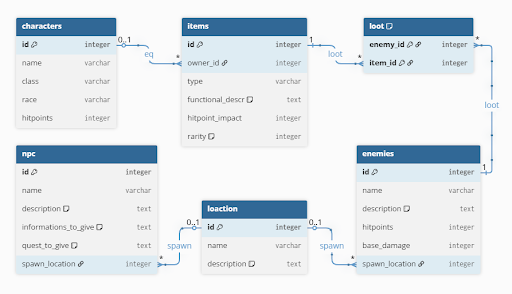 characters
id integer
name varchar
class varchar
race varchar
hitpoints integer
0..1
eq
*
items
id integer
owner_id integer
type varchar
functional_descr text
hitpoint_impact integer
rarity integer
1
loot
*
loot
enemy_id integer
item_id integer
*
loot
1
npc
id integer
name varchar
description text
informations_to_give text
quest_to_give text
spawn_location integer
*
spawn
0..1
loaction
id integer
name varchar
description text
0..1
spawn
*
enemies
id integer
name varchar
description text
hitpoints integer
base_damage integer
spawn_location integer